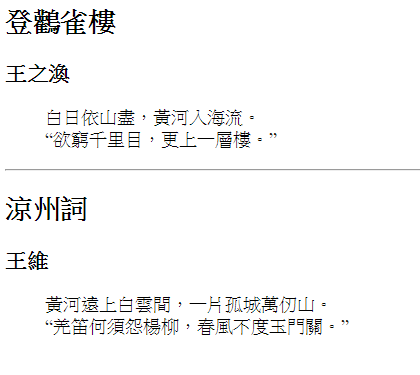 登鸛雀樓
王之渙
白日依山盡，黃河入海流。
“欲窮千里目，更上一層樓。”
涼州詞
王維
黃河遠上白雲間，一片孤城萬仞山。
“羌笛何須怨楊柳，春風不度玉門關。”